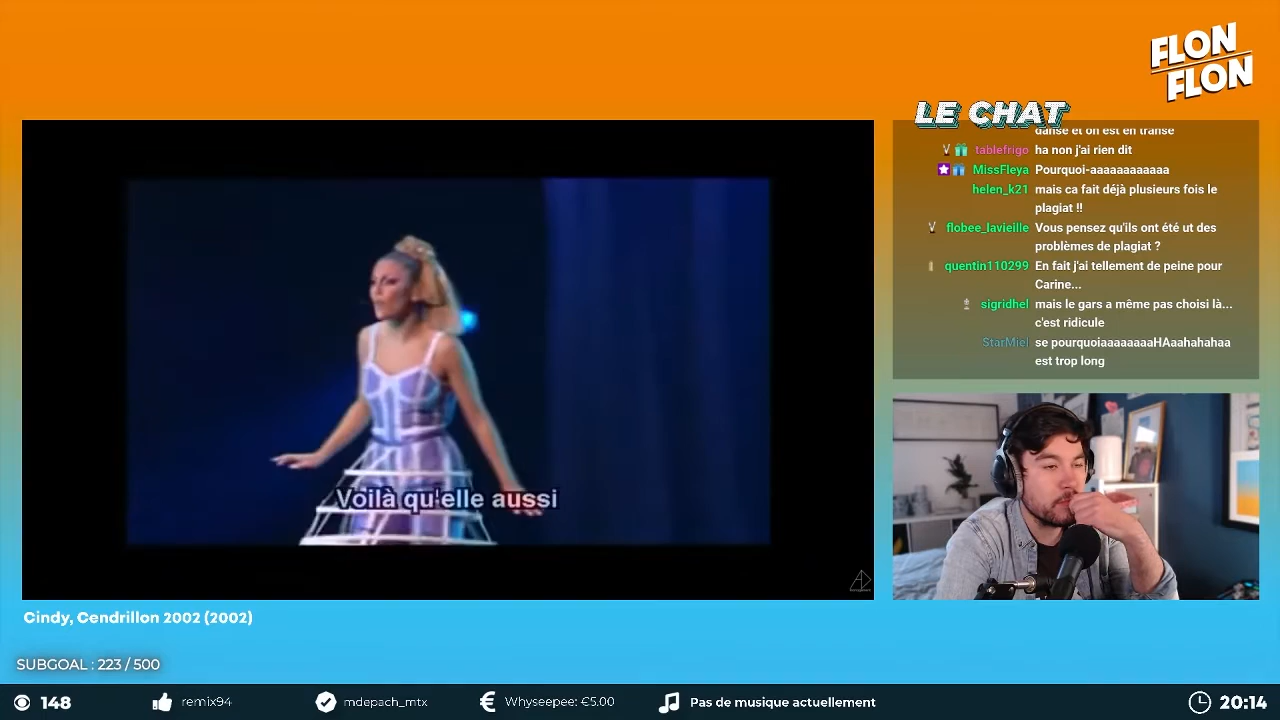 FLON
FLON
LE CHAT
danse et on est en transe
tablefrigo ha non j'ai rien dit
MissFleya Pourquoi-aaaaaaaaaaaa
helen_k21 mais ca fait déjà plusieurs fois le
plagiat !!
flobee_lavieille Vous pensez qu'ils ont été ut des
problèmes de plagiat ?
quentin110299 En fait j'ai tellement de peine pour
Carine...
sigridhel mais le gars a même pas choisi là...
c'est ridicule
StarMiel se pourquoiaaaaaaaaHAaahahahaa
est trop long
Voilà qu'elle aussi
Cindy, Cendrillon 2002 (2002)
SUBGOAL : 223 / 500
148 remix94 mdepach_mtx € Whyseepee: €5.00 Pas de musique actuellement 20:14